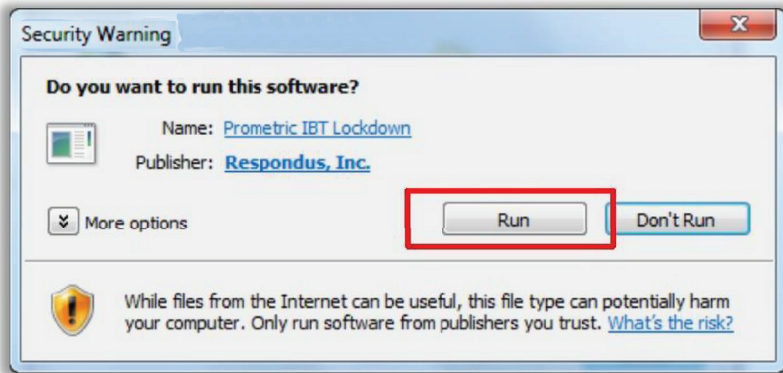 Security Warning
Do you want to run this software?
Name: Prometric IBT Lockdown
Publisher: Respondus, Inc.
More options
Run
Don't Run
While files from the Internet can be useful, this file type can potentially harm
your computer. Only run software from publishers you trust. What's the risk?